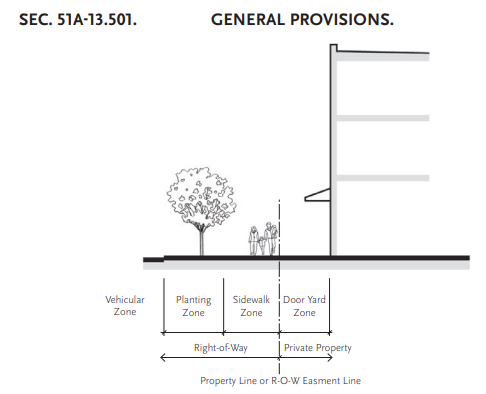 SEC. 51A-13.501. GENERAL PROVISIONS.
Vehicular Planting Sidewalk Door Yard
Zone Zone Zone Zone
Right-of-Way Private Property
Property Line or R-O-W Easment Line